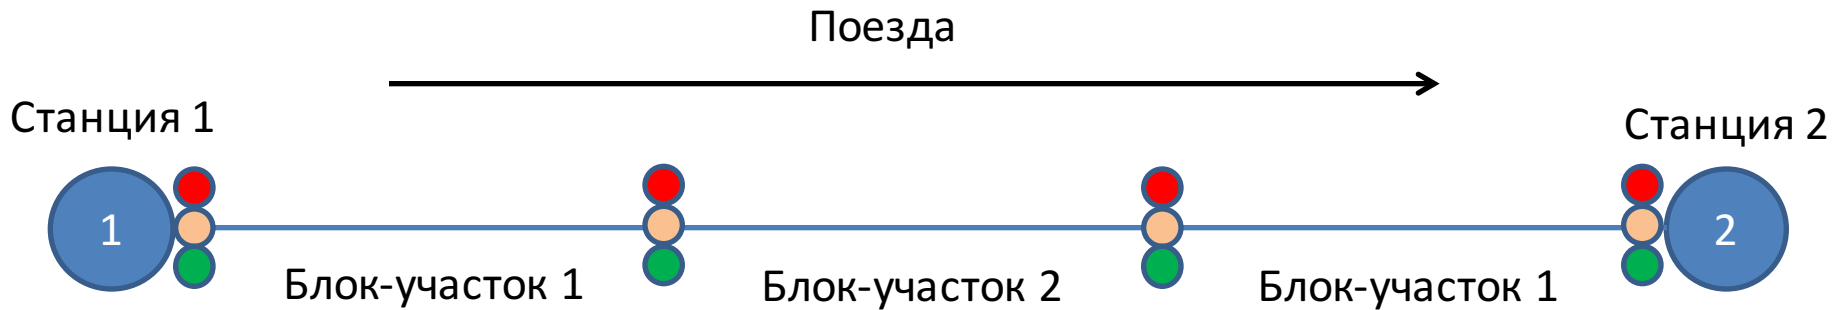 Поезда
Станция 1
Станция 2
1
2
Блок-участок 1
Блок-участок 2
Блок-участок 1